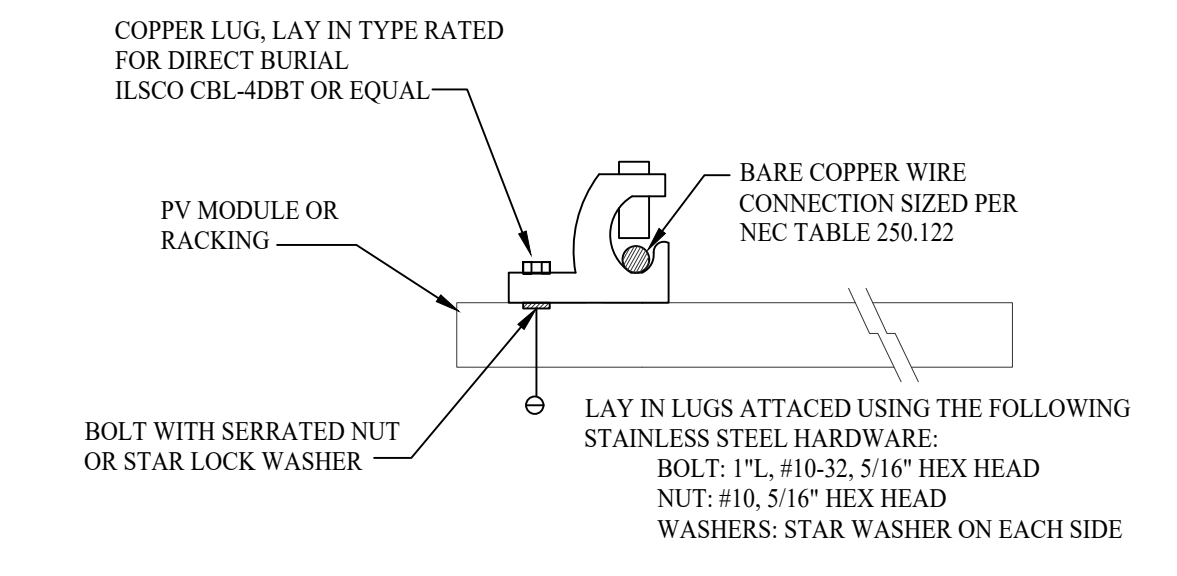 COPPER LUG, LAY IN TYPE RATED
FOR DIRECT BURIAL
ILSCO CBL-4DBT OR EQUAL
BARE COPPER WIRE
CONNECTION SIZED PER
NEC TABLE 250.122
PV MODULE OR
RACKING
BOLT WITH SERRATED NUT
OR STAR LOCK WASHER
LAY IN LUGS ATTACED USING THE FOLLOWING
STAINLESS STEEL HARDWARE:
BOLT: 1"L, #10-32, 5/16" HEX HEAD
NUT: #10, 5/16" HEX HEAD
WASHERS: STAR WASHER ON EACH SIDE